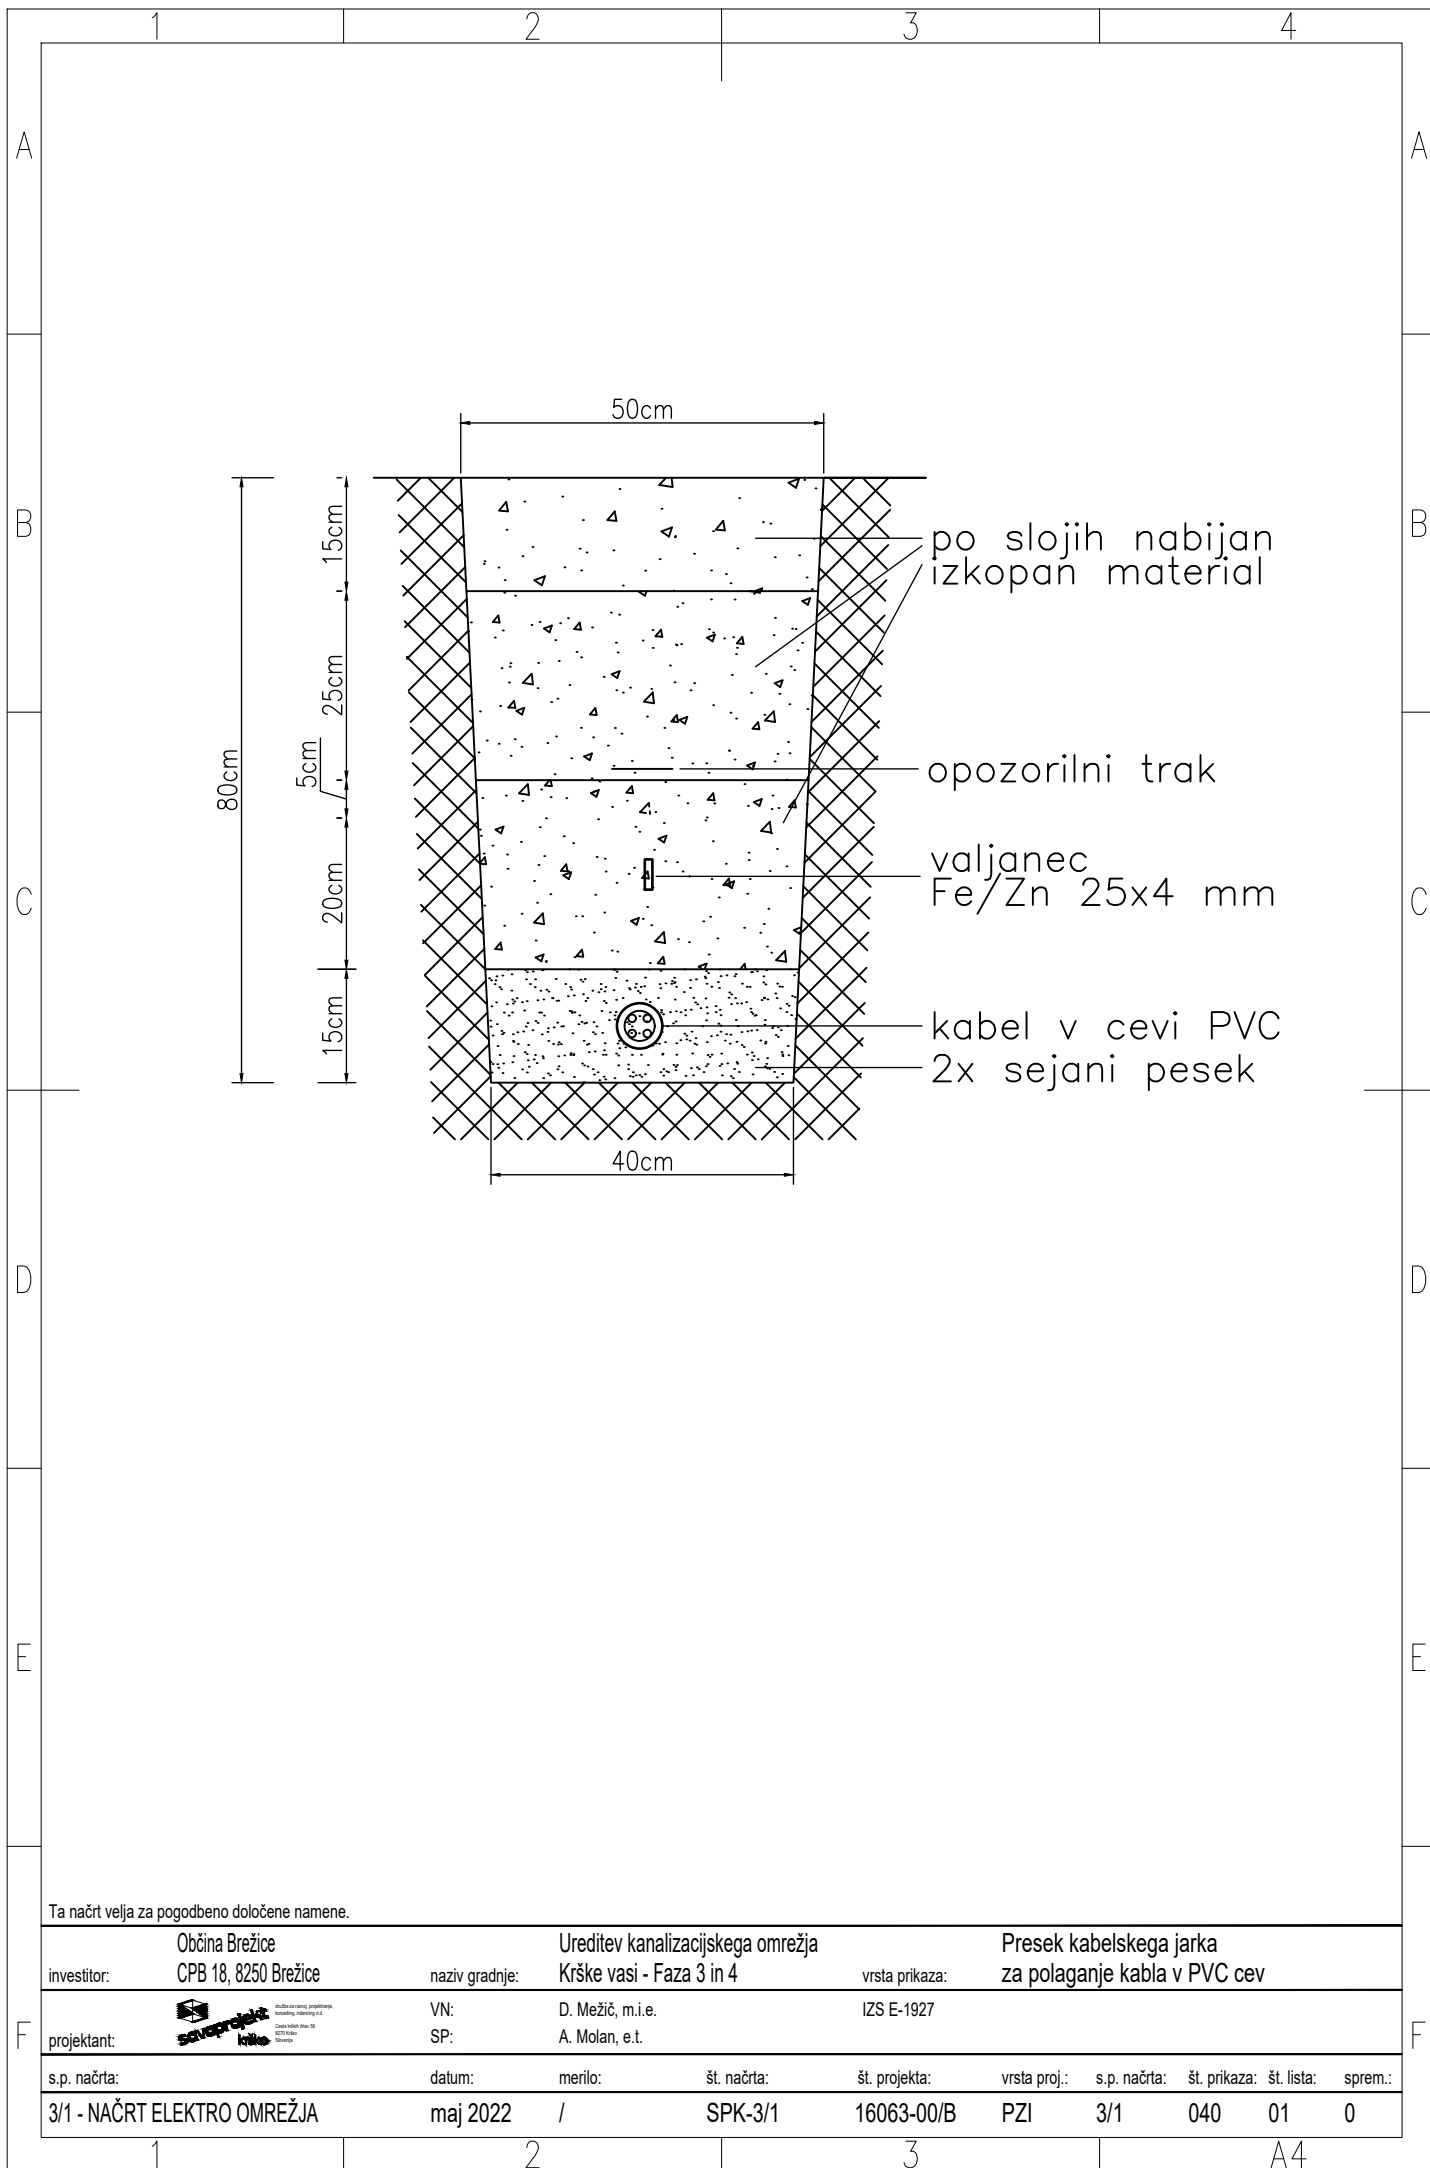 1 2 3 4
A A
50cm
B B
15cm
po slojih nabijan
izkopan material
25cm
5cm
80cm
opozorilni trak
valjanec
Fe/Zn 25x4 mm
C C
20cm
15cm
kabel v cevi PVC
2x sejani pesek
40cm
D D
E E
Ta načrt velja za pogodbeno določene namene.
investitor:
Občina Brežice
CPB 18, 8250 Brežice
naziv gradnje:
Ureditev kanalizacijskega omrežja
Krške vasi - Faza 3 in 4
vrsta prikaza:
Presek kabelskega jarka
za polaganje kabla v PVC cev
F F
projektant:
savaprojekt
krško
VN: D. Mežič, m.i.e. IZS E-1927
SP: A. Molan, e.t.
s.p. načrta: datum: merilo: št. načrta: št. projekta: vrsta proj.: s.p. načrta: št. prikaza: št. lista: sprem.:
3/1 - NAČRT ELEKTRO OMREŽJA maj 2022 / SPK-3/1 16063-00/B PZI 3/1 040 01 0
1 2 3 A4